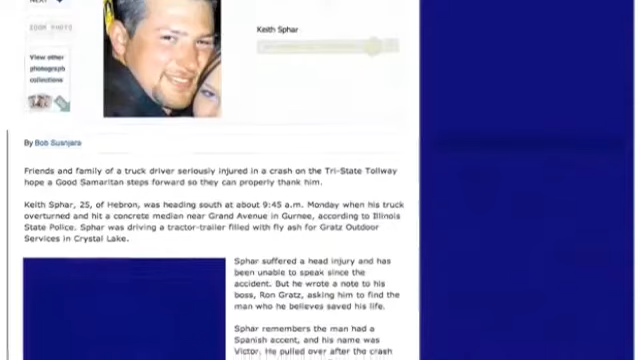 NEXT
ZOOM PHOTO
View other
photograph
collections
Keith Sphar
By Bob Susnjara
Friends and family of a truck driver seriously injured in a crash on the Tri-State Tollway
hope a Good Samaritan steps forward so they can properly thank him.
Keith Sphar, 25, of Hebron, was heading south at about 9:45 a.m. Monday when his truck
overturned and hit a concrete median near Grand Avenue in Gurnee, according to Illinois
State Police. Sphar was driving a tractor-trailer filled with fly ash for Gratz Outdoor
Services in Crystal Lake.
Sphar suffered a head injury and has
been unable to speak since the
accident. But he wrote a note to his
boss, Ron Gratz, asking him to find the
man who he believes saved his life.
Sphar remembers the man had a
Spanish accent, and his name was
Victor. He pulled over after the crash